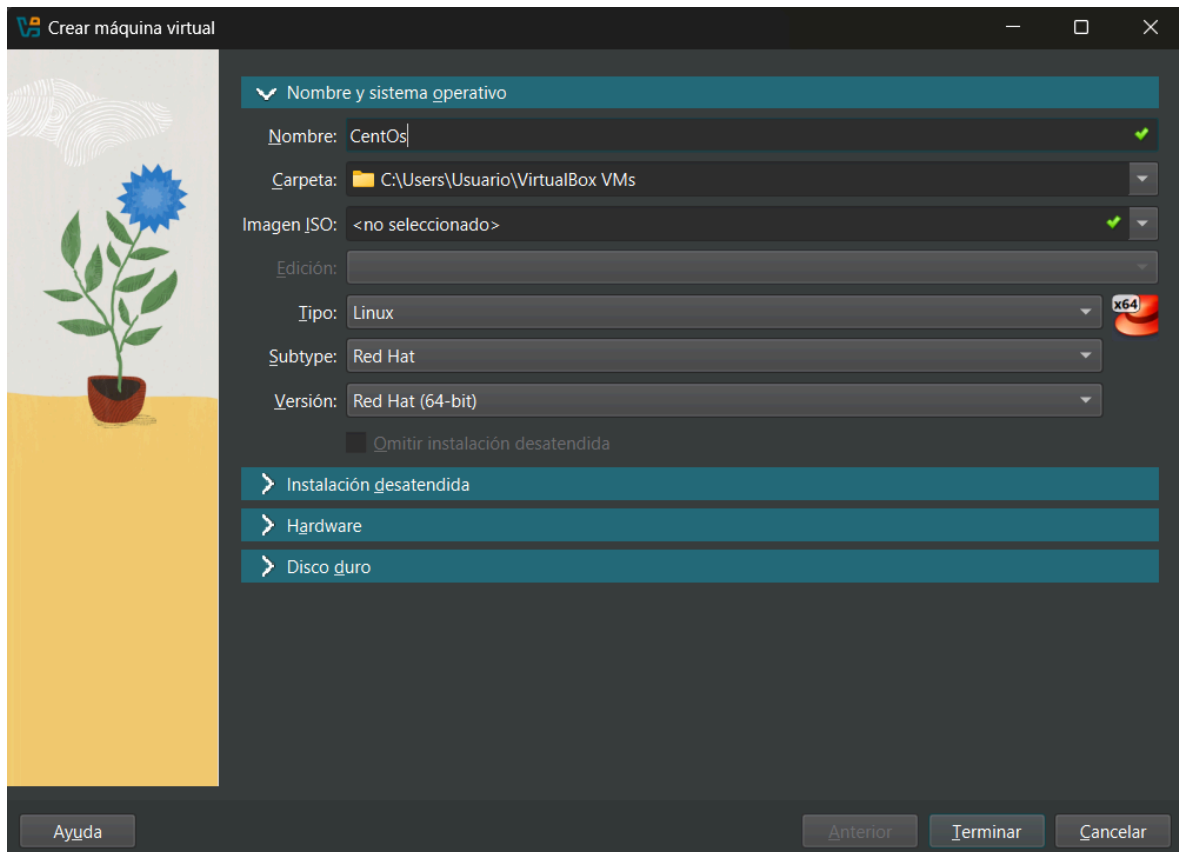 Crear máquina virtual
Nombre y sistema operativo
Nombre: CentOs
Carpeta: C:\Users\Usuario\VirtualBox VMs
Imagen ISO: <no seleccionado>
Edición:
Tipo: Linux
x64
Subtype: Red Hat
Versión: Red Hat (64-bit)
Omitir instalación desatendida
Instalación desatendida
Hardware
Disco duro
Ayuda
Anterior
Terminar
Cancelar